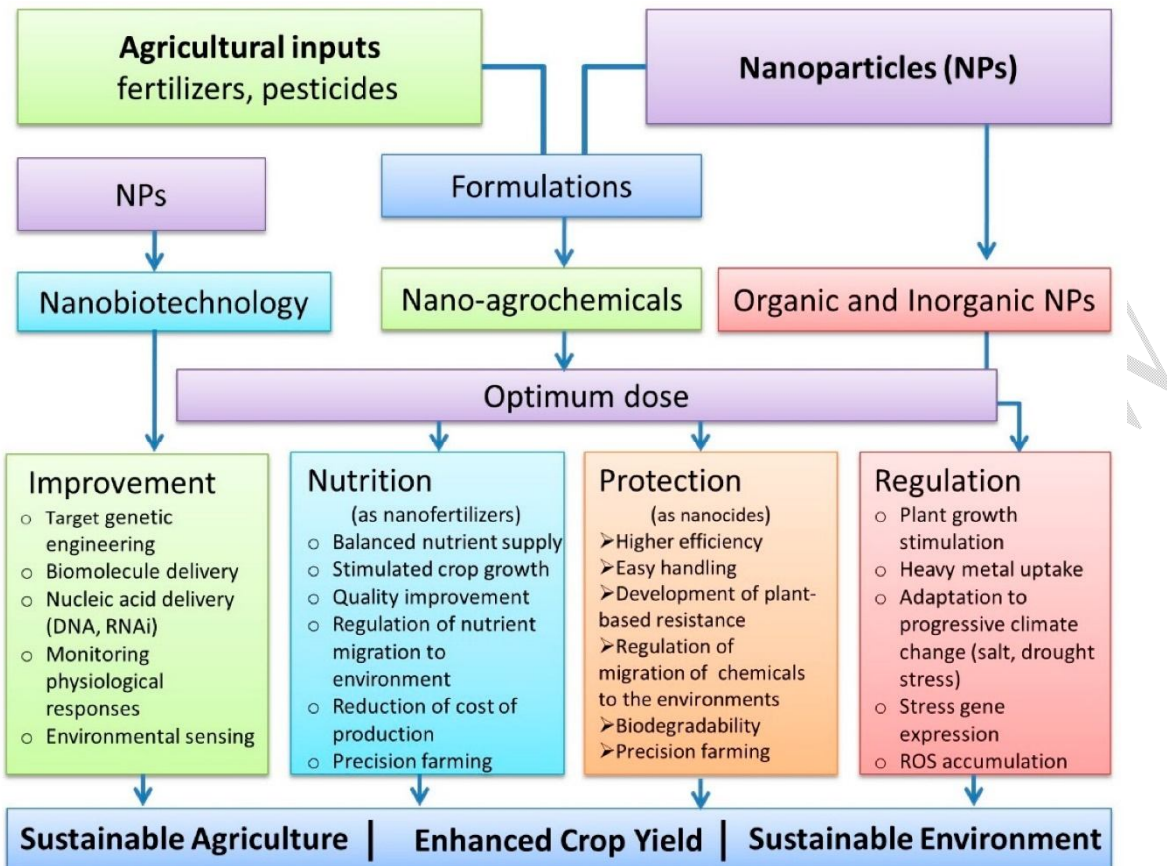 Agricultural inputs
fertilizers, pesticides
Nanoparticles (NPs)
NPs
Formulations
Nanobiotechnology
Nano-agrochemicals
Organic and Inorganic NPs
Optimum dose
Improvement
o Target genetic
engineering
o Biomolecule delivery
o Nucleic acid delivery
(DNA, RNAi)
o Monitoring
physiological
responses
o Environmental sensing
Nutrition
(as nanofertilizers)
o Balanced nutrient supply
o Stimulated crop growth
o Quality improvement
o Regulation of nutrient
migration to
environment
o Reduction of cost of
production
o Precision farming
Protection
(as nanocides)
➤Higher efficiency
➤Easy handling
➤Development of plant-
based resistance
➤Regulation of
migration of chemicals
to the environments
➤Biodegradability
➤Precision farming
Regulation
o Plant growth
stimulation
o Heavy metal uptake
o Adaptation to
progressive climate
change (salt, drought
stress)
o Stress gene
expression
o ROS accumulation
Sustainable Agriculture | Enhanced Crop Yield | Sustainable Environment